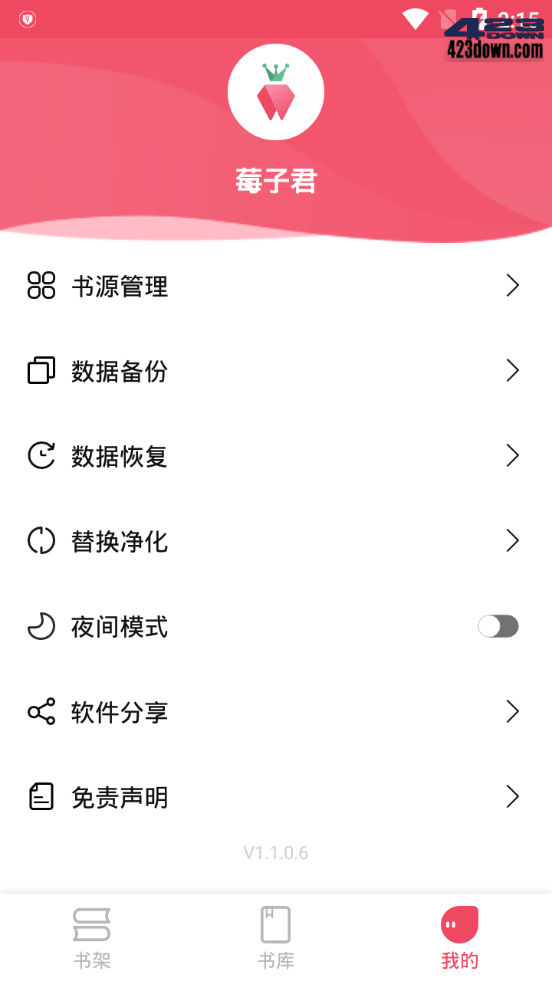 2:15
423
DOWN
423down.com
莓子君
书源管理
数据备份
数据恢复
替换净化
夜间模式
软件分享
免责声明
V1.1.0.6
书架
书库
我的